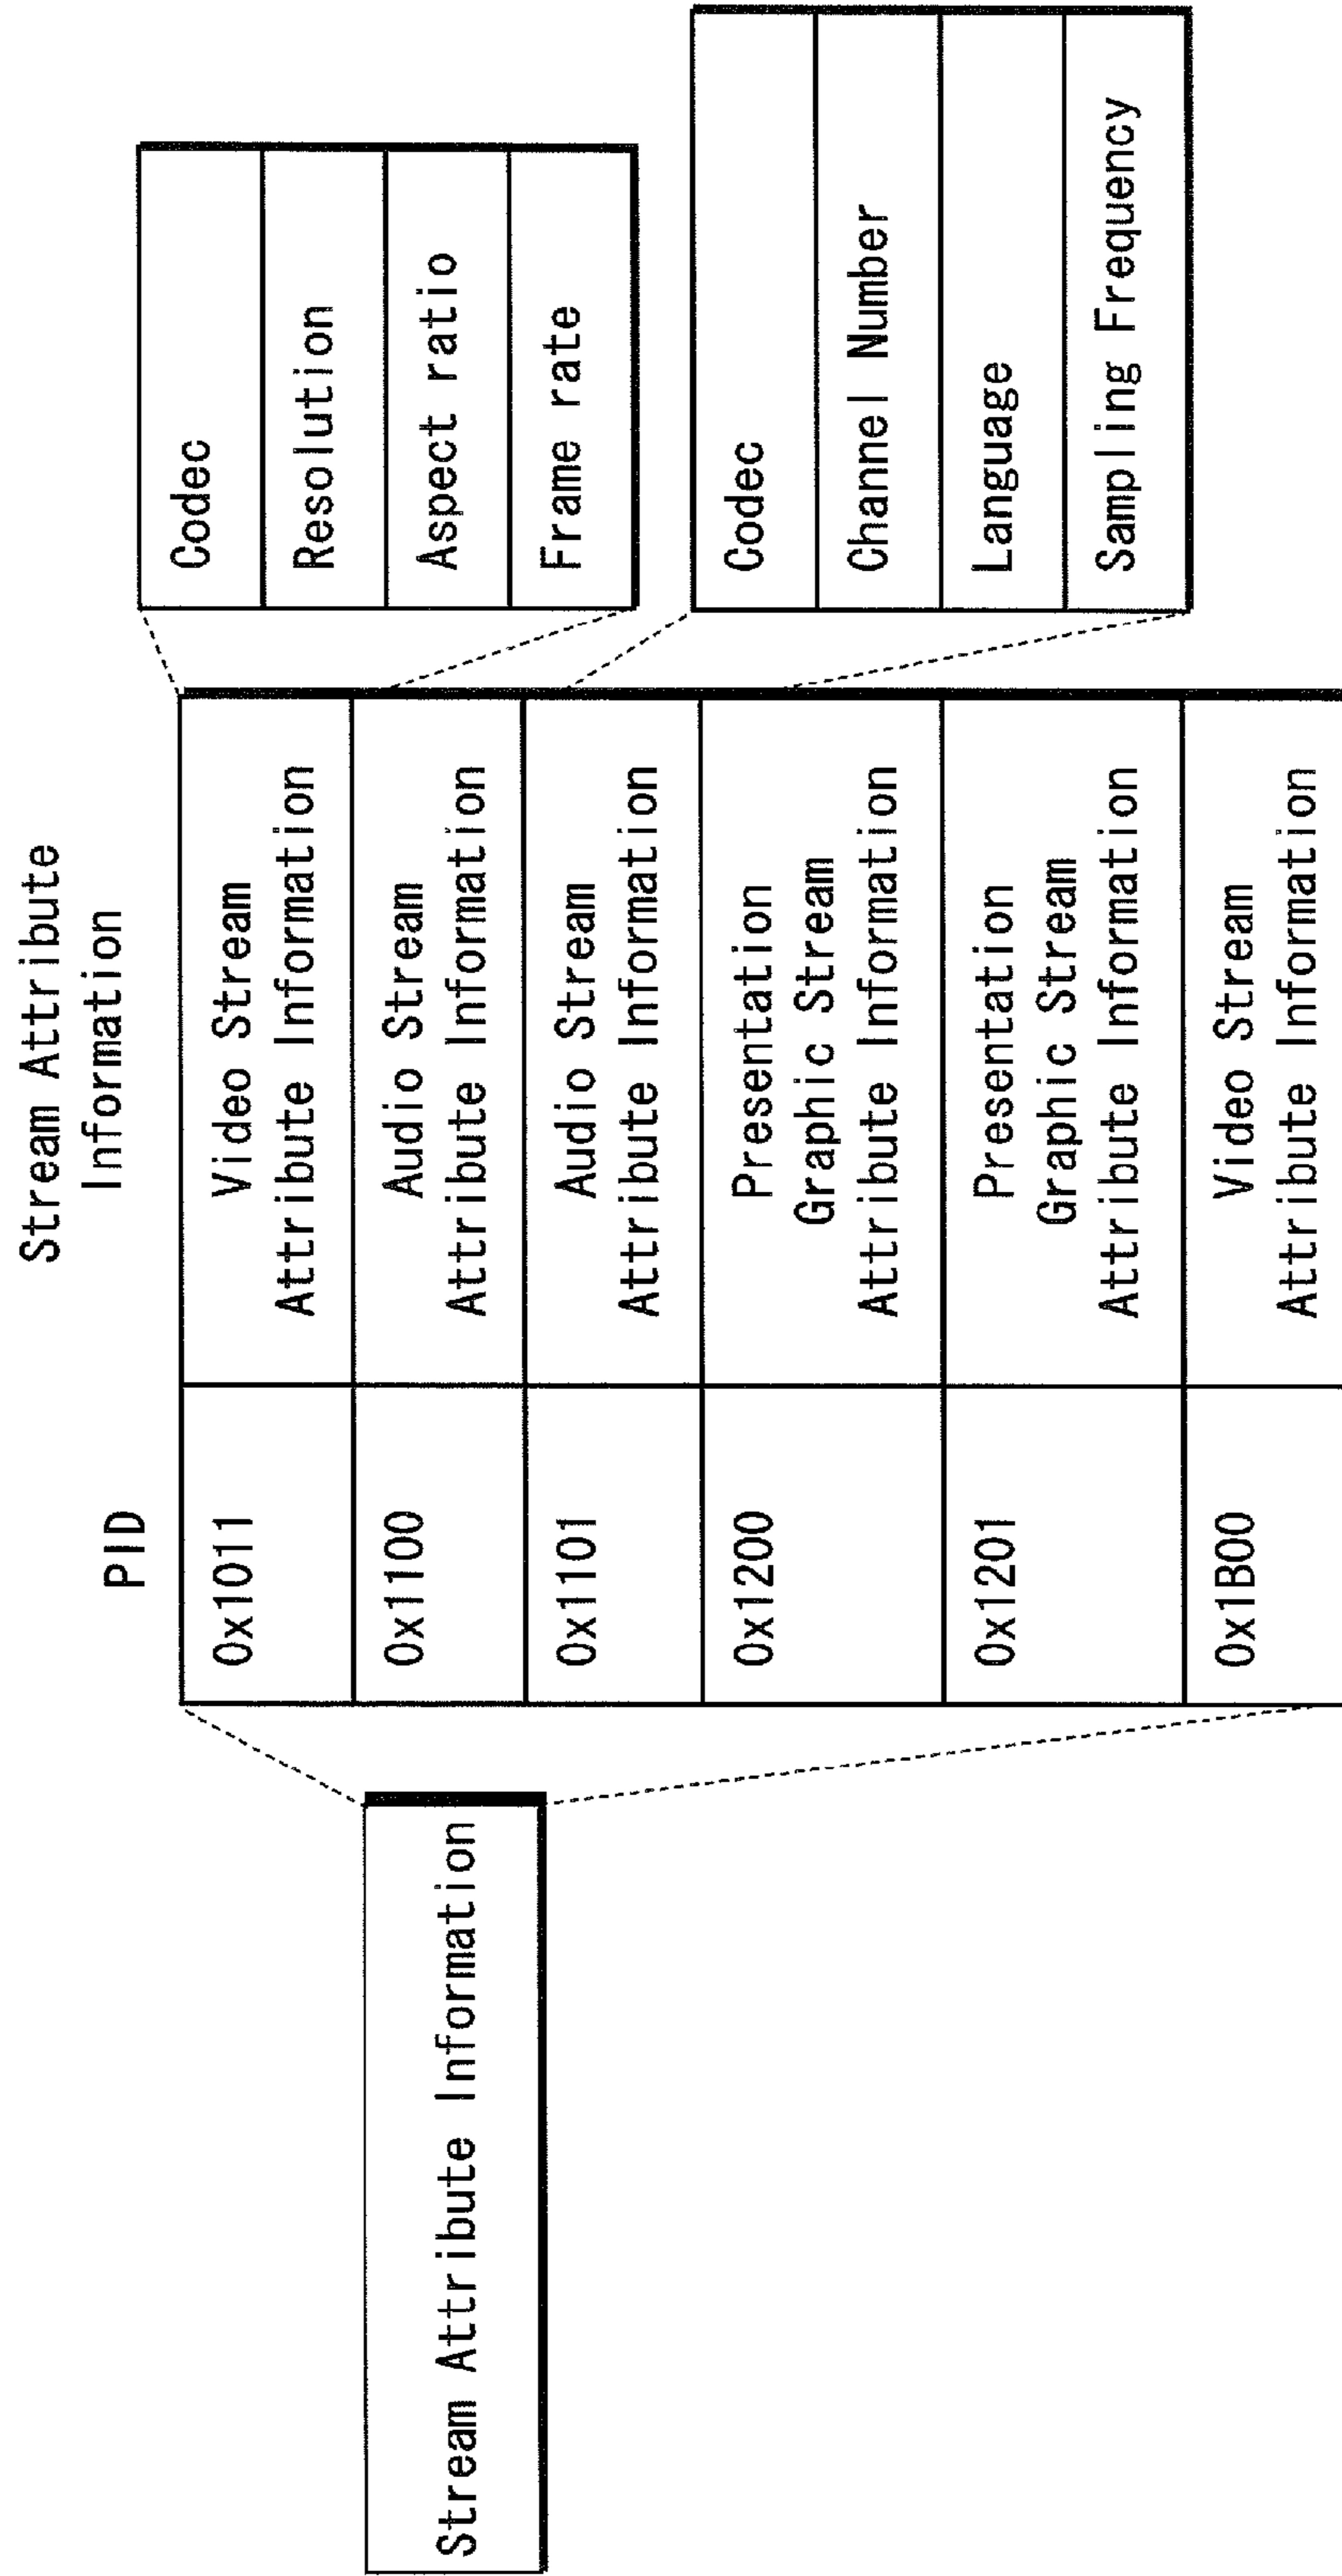 Stream Attribute Information
PID
Stream Attribute
Information
0x1011
Video Stream
Attribute Information
0x1100
Audio Stream
Attribute Information
0x1101
Audio Stream
Attribute Information
0x1200
Presentation
Graphic Stream
Attribute Information
0x1201
Presentation
Graphic Stream
Attribute Information
0x1B00
Video Stream
Attribute Information
Codec
Resolution
Aspect ratio
Frame rate
Codec
Channel Number
Language
Sampling Frequency